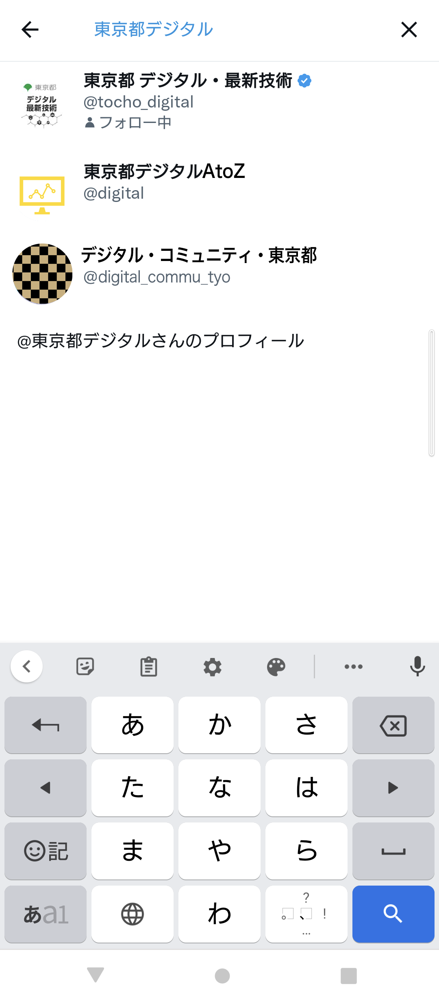 東京都デジタル
東京都 デジタル・最新技術
@tocho_digital
フォロー中
東京都
デジタル
最新技術
東京都デジタルAtoZ
@digital
デジタル・コミュニティ・東京都
@digital_commu_tyo
@東京都デジタルさんのプロフィール
あ か さ
た な は
記 ま や ら
あa1 わ 。、?!…